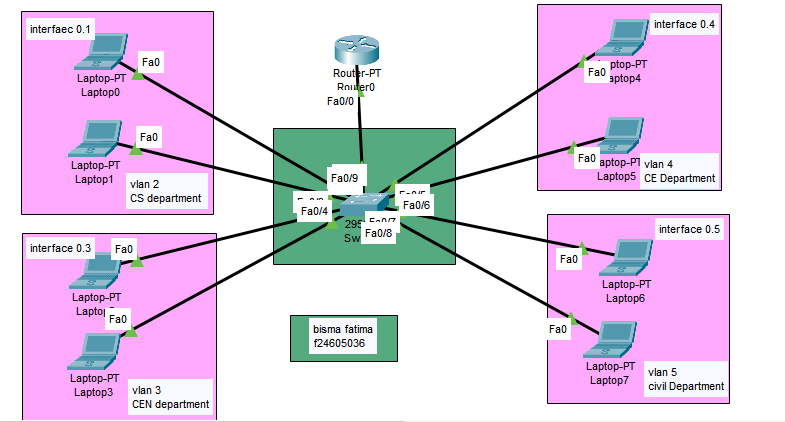 interfaec 0.1
Fa0
Laptop-PT
Laptop0
Fa0
Laptop-PT
Laptop1
vlan 2
CS department
Router-PT
Router0
Fa0/0
interface 0.4
Fa0
Laptop4
Fa0
Laptop5
vlan 4
CE Department
Fa0/9
Fa0/4
Fa0/6
Fa0/8
interface 0.3
Fa0
Laptop-PT
Fa0
Laptop-PT
Laptop3
vlan 3
CEN department
bisma fatima
f24605036
interface 0.5
Fa0
Laptop-PT
Laptop6
Fa0
Laptop-PT
Laptop7
vlan 5
civil Department